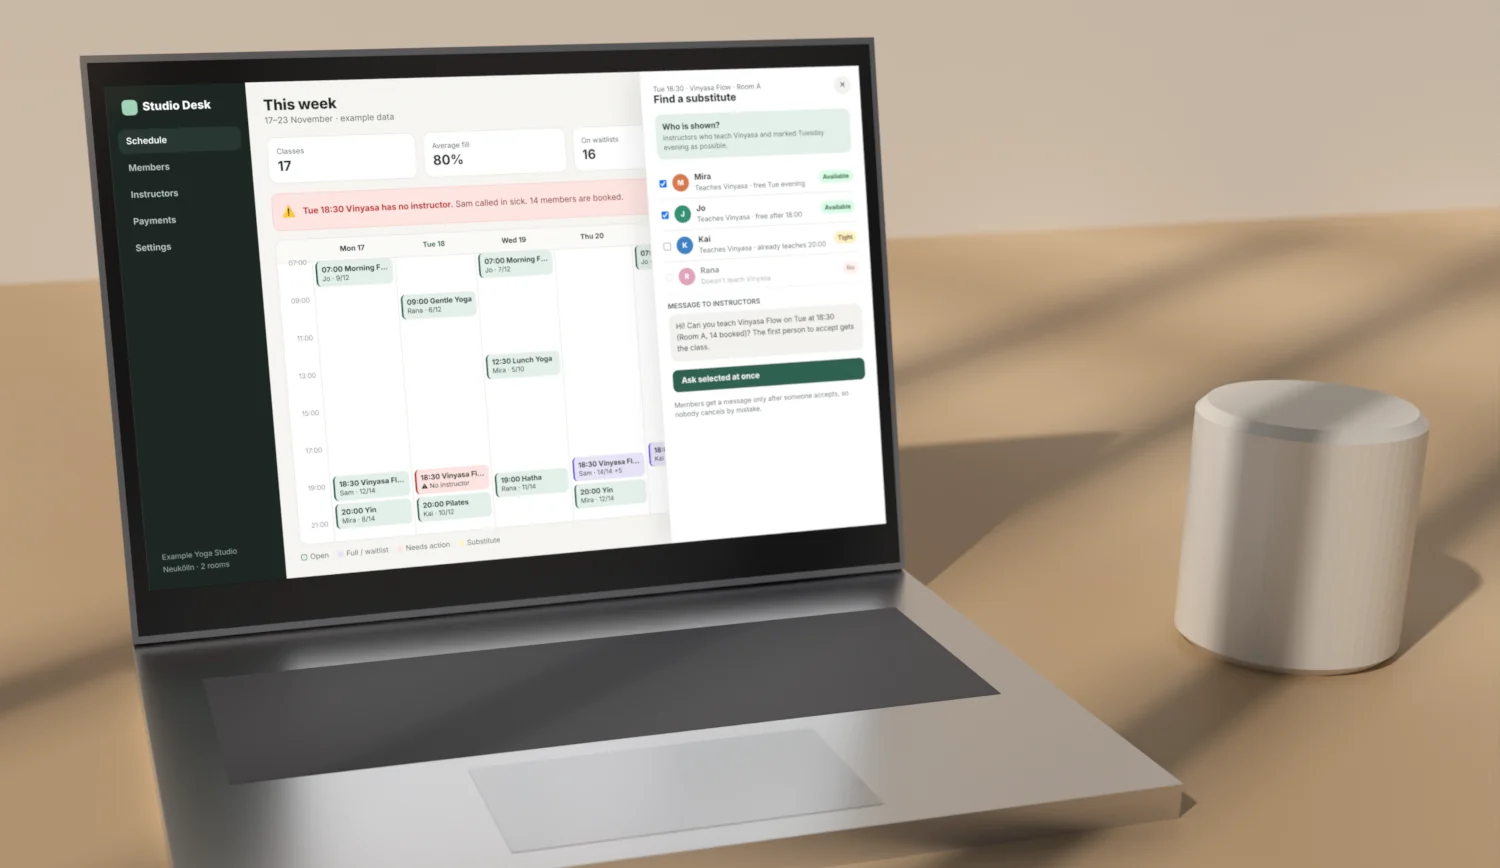 Studio Desk
Schedule
Members
Instructors
Payments
Settings
Example Yoga Studio
Neukölln · 2 rooms
This week
17–23 November · example data
Classes
17
Average fill
80%
On waitlists
16
Tue 18:30 Vinyasa has no instructor. Sam called in sick. 14 members are booked.
Mon 17
Tue 18
Wed 19
Thu 20
07:00
09:00
11:00
13:00
15:00
17:00
19:00
21:00
07:00 Morning F...
Jo · 9/12
18:30 Vinyasa Fl...
Sam · 12/14
20:00 Yin
Mira · 8/14
09:00 Gentle Yoga
Rana · 6/12
18:30 Vinyasa Fl...
No instructor
20:00 Pilates
Kai · 10/12
07:00 Morning F...
Jo · 7/12
12:30 Lunch Yoga
Mira · 5/10
19:00 Hatha
Rana · 11/14
18:30 Vinyasa Fl...
Sam · 14/14 +5
20:00 Yin
Mira · 12/14
07:
Jo ·
18:
Kai
Open
Full / waitlist
Needs action
Substitute
Tue 18:30 · Vinyasa Flow · Room A
Find a substitute
Who is shown?
Instructors who teach Vinyasa and marked Tuesday
evening as possible.
M
Mira
Teaches Vinyasa · free Tue evening
Available
J
Jo
Teaches Vinyasa · free after 18:00
Available
K
Kai
Teaches Vinyasa · already teaches 20:00
Tight
R
Rana
Doesn't teach Vinyasa
No
MESSAGE TO INSTRUCTORS
Hi! Can you teach Vinyasa Flow on Tue at 18:30
(Room A, 14 booked)? The first person to accept gets
the class.
Ask selected at once
Members get a message only after someone accepts, so
nobody cancels by mistake.